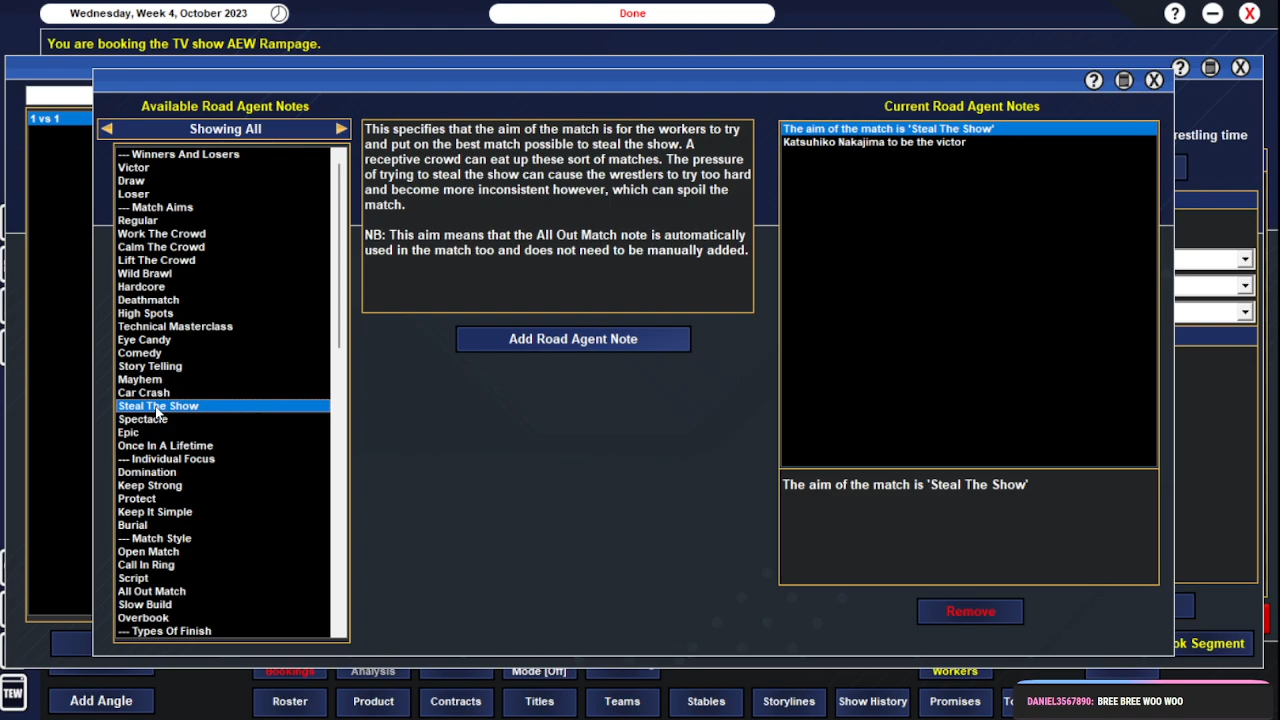 Wednesday, Week 4, October 2023
Done
You are booking the TV show AEW Rampage.
1 vs 1
Available Road Agent Notes
Showing All
--- Winners And Losers
Victor
Draw
Loser
--- Match Aims
Regular
Work The Crowd
Calm The Crowd
Lift The Crowd
Wild Brawl
Hardcore
Deathmatch
High Spots
Technical Masterclass
Eye Candy
Comedy
Story Telling
Mayhem
Car Crash
Steal The Show
Spectacle
Epic
Once In A Lifetime
--- Individual Focus
Domination
Keep Strong
Protect
Keep It Simple
Burial
--- Match Style
Open Match
Call In Ring
Script
All Out Match
Slow Build
Overbook
--- Types Of Finish
This specifies that the aim of the match is for the workers to try
and put on the best match possible to steal the show. A
receptive crowd can eat up these sort of matches. The pressure
of trying to steal the show can cause the wrestlers to try too hard
and become more inconsistent however, which can spoil the
match.
NB: This aim means that the All Out Match note is automatically
used in the match too and does not need to be manually added.
Add Road Agent Note
Current Road Agent Notes
The aim of the match is 'Steal The Show'
Katsuhiko Nakajima to be the victor
The aim of the match is 'Steal The Show'
Remove
restling time
ok Segment
Bookings
Analysis
Mode [Off]
Workers
TEW
Add Angle
Roster
Product
Contracts
Titles
Teams
Stables
Storylines
Show History
Promises
DANIEL3567890: BREE BREE WOO WOO